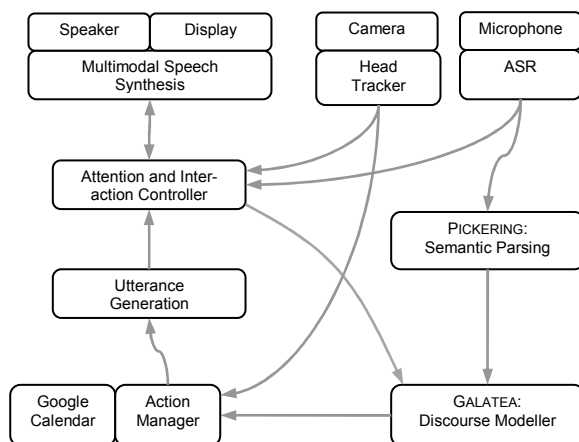 Speaker
Display
Camera
Microphone
Multimodal Speech
Synthesis
Head
Tracker
ASR
Attention and Inter-
action Controller
PICKERING:
Semantic Parsing
Utterance
Generation
Google
Calendar
Action
Manager
GALATEA:
Discourse Modeller